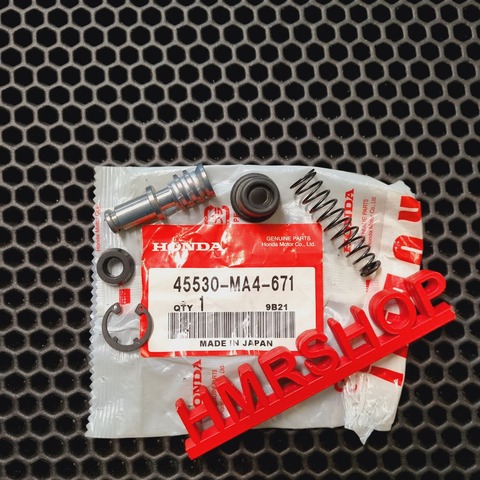 HONDA
GENUINE PARTS
Honda Motor Co., Ltd.
45530-MA4-671
QTY 1 9B21
MADE IN JAPAN
HMRSHOP